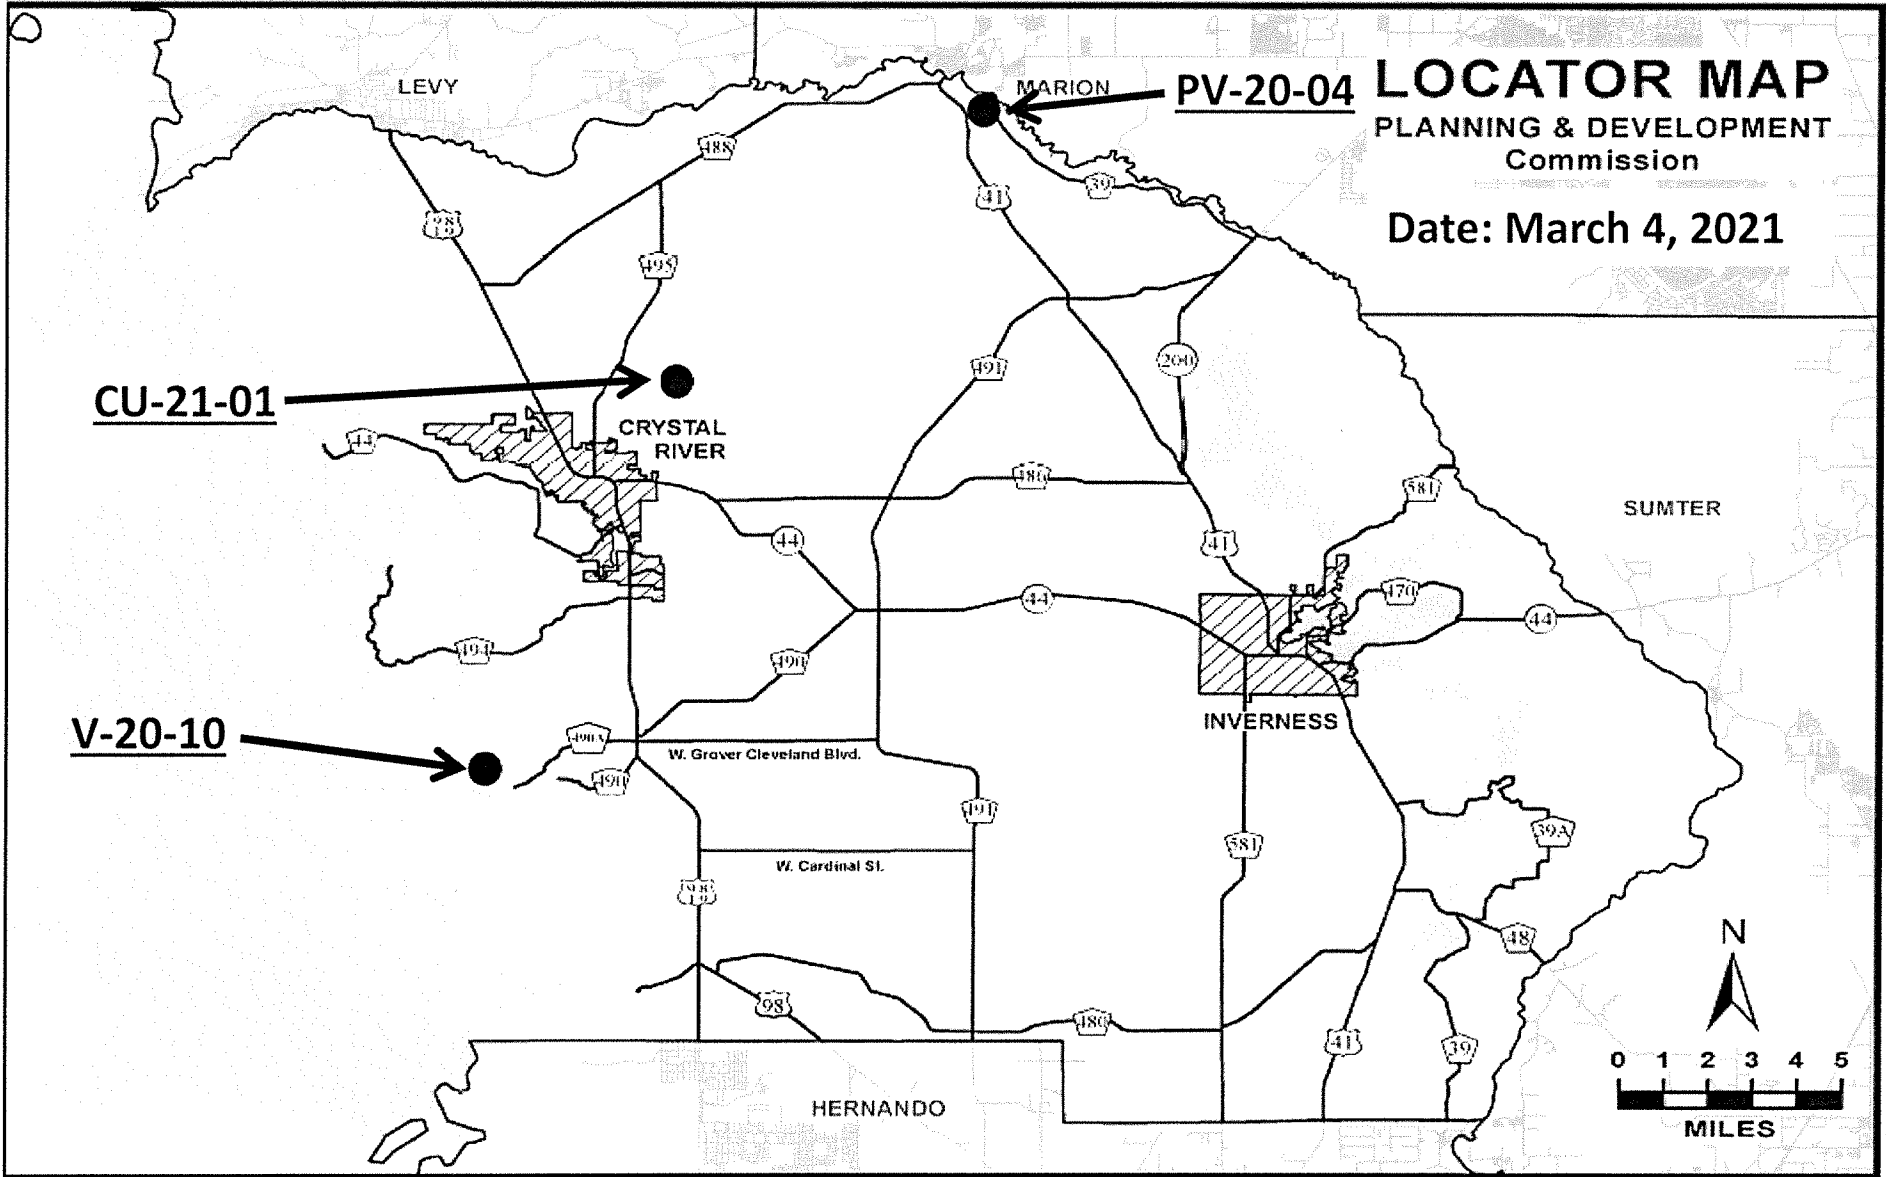 LOCATOR MAP
PLANNING & DEVELOPMENT
Commission
Date: March 4, 2021
LEVY
MARION
PV-20-04
488
98
19
41
39
495
200
491
CU-21-01
CRYSTAL
RIVER
44
486
581
SUMTER
44
41
44
470
44
494
490
INVERNESS
V-20-10
490A
W. Grover Cleveland Blvd.
490
491
39A
581
W. Cardinal St.
98
19
48
N
98
480
41
39
0 1 2 3 4 5
MILES
HERNANDO